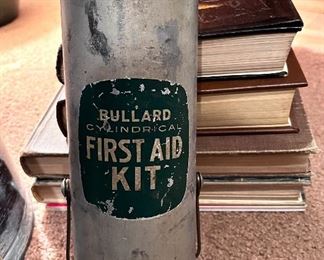 BULLARD
CYLINDRICAL
FIRST AID
KIT